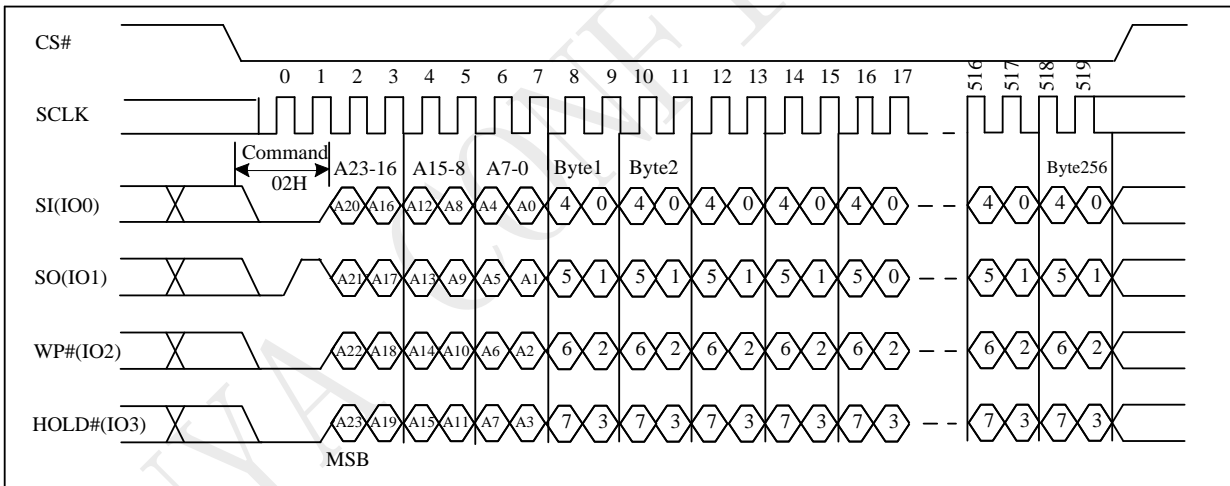 CS#
0 1 2 3 4 5 6 7 8 9 10 11 12 13 14 15 16 17 516 517 518 519
SCLK
Command
02H
A23-16 A15-8 A7-0 Byte1 Byte2 Byte256
SI(IO0) A20 A16 A12 A8 A4 A0 4 0 4 0 4 0 4 0 4 0 4 0 4 0
SO(IO1) A21 A17 A13 A9 A5 A1 5 1 5 1 5 1 5 1 5 0 5 1 5 1
WP#(IO2) A22 A18 A14 A10 A6 A2 6 2 6 2 6 2 6 2 6 2 6 2 6 2
HOLD#(IO3) A23 A19 A15 A11 A7 A3 7 3 7 3 7 3 7 3 7 3 7 3 7 3
MSB